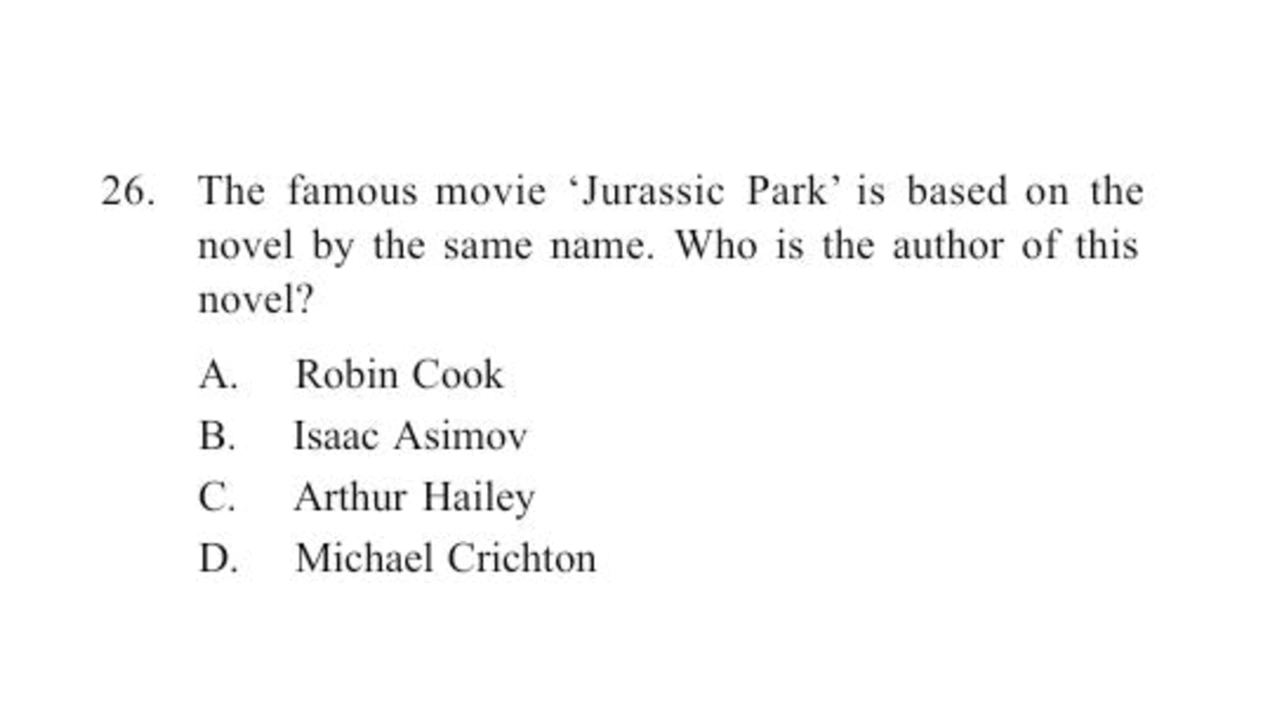 26. The famous movie ‘Jurassic Park’ is based on the
novel by the same name. Who is the author of this
novel?
A. Robin Cook
B. Isaac Asimov
C. Arthur Hailey
D. Michael Crichton